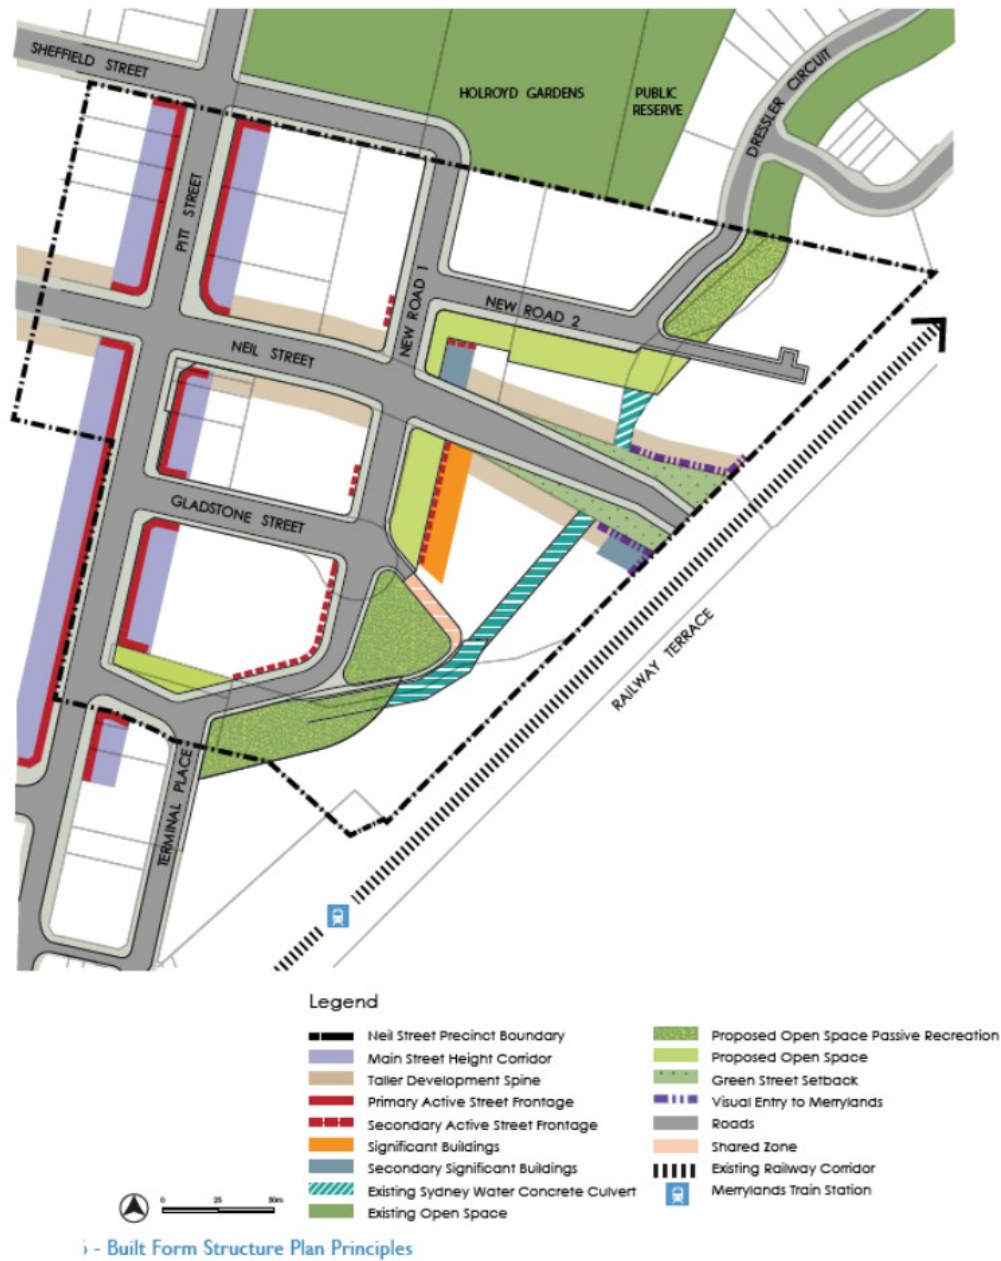 SHEFFIELD STREET
HOLROYD GARDENS
PUBLIC
RESERVE
DRESSLER CIRCUIT
PITT STREET
NEW ROAD 1
NEW ROAD 2
NEIL STREET
GLADSTONE STREET
RAILWAY TERRACE
TERMINAL PLACE
Legend
Neil Street Precinct Boundary
Main Street Height Corridor
Taller Development Spine
Primary Active Street Frontage
Secondary Active Street Frontage
Significant Buildings
Secondary Significant Buildings
Existing Sydney Water Concrete Culvert
Existing Open Space
Proposed Open Space Passive Recreation
Proposed Open Space
Green Street Setback
Visual Entry to Merrylands
Roads
Shared Zone
Existing Railway Corridor
Merrylands Train Station
0 25 50m
- Built Form Structure Plan Principles